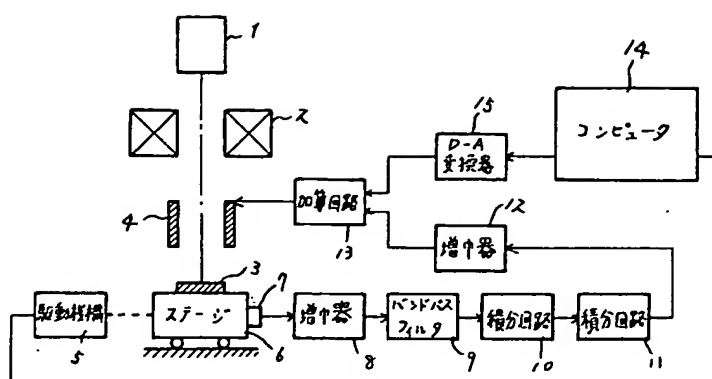 1
14
コンピュータ
2
15
D-A
変換器
12
4
加算回路
13
増巾器
3
7
駆動機構
5
ステージ
6
増巾器
8
バンドパス
フィルタ
9
積分回路
10
積分回路
11